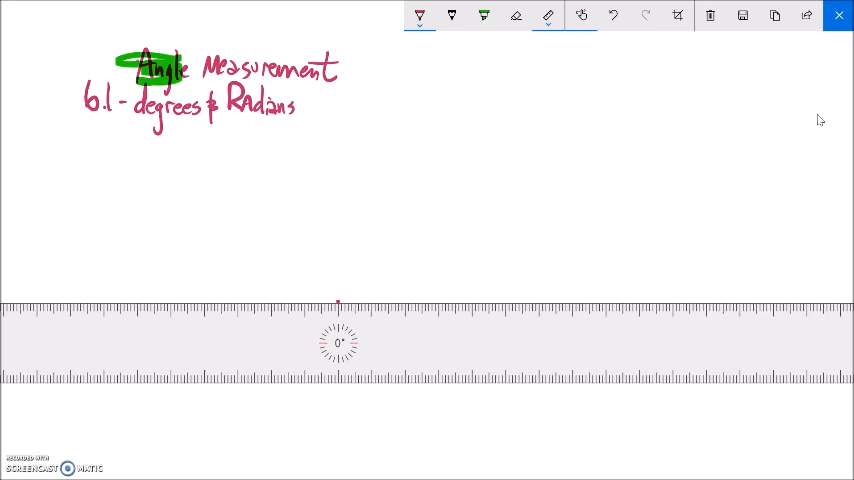 Angle Measurement
6.1 - degrees & RAdians
0°
RECORDED WITH
SCREENCAST MATIC